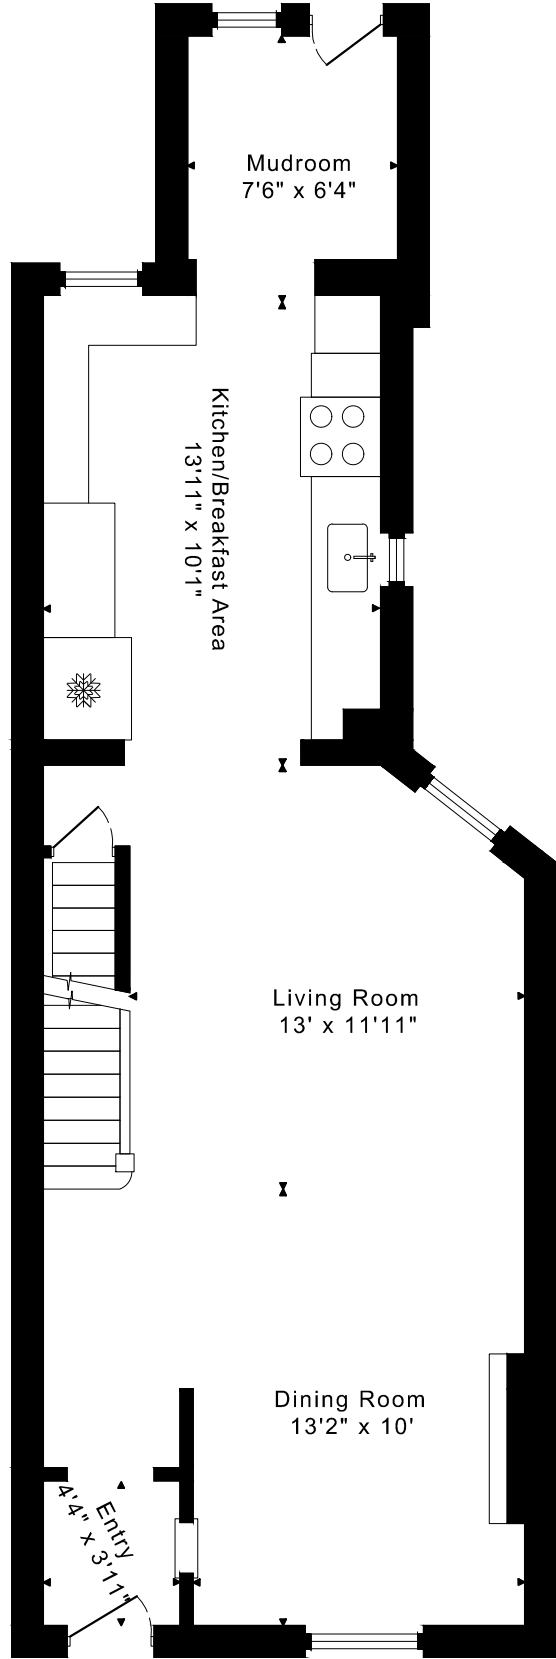 Mudroom
7'6" x 6'4"
Kitchen/Breakfast Area
13'11" x 10'1"
Living Room
13' x 11'11"
Dining Room
13'2" x 10'
Entry
4'4" x 3'11"